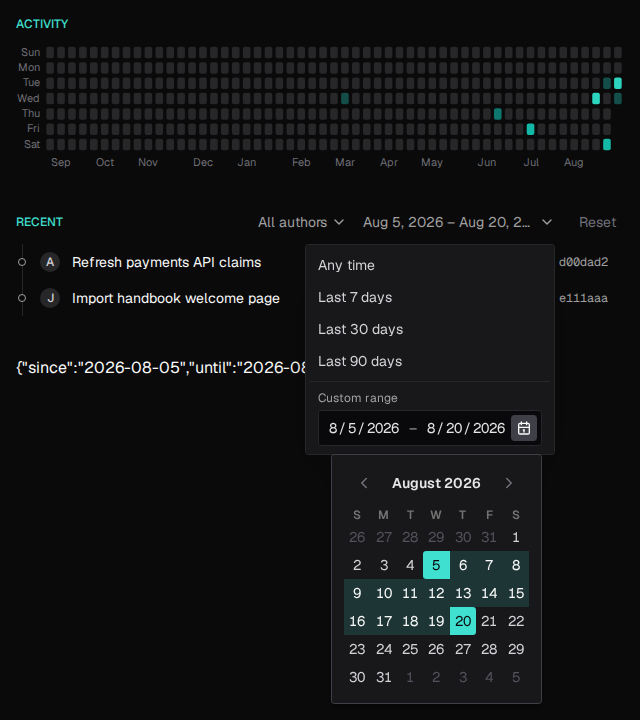 ACTIVITY
Sun
Mon
Tue
Wed
Thu
Fri
Sat
Sep Oct Nov Dec Jan Feb Mar Apr May Jun Jul Aug
RECENT All authors Aug 5, 2026 – Aug 20, 2... Reset
A Refresh payments API claims d00dad2
J Import handbook welcome page e111aaa
Any time
Last 7 days
Last 30 days
Last 90 days
{"since":"2026-08-05","until":"2026-08
Custom range
8/5/2026 – 8/20/2026
August 2026
S M T W T F S
26 27 28 29 30 31 1
2 3 4 5 6 7 8
9 10 11 12 13 14 15
16 17 18 19 20 21 22
23 24 25 26 27 28 29
30 31 1 2 3 4 5